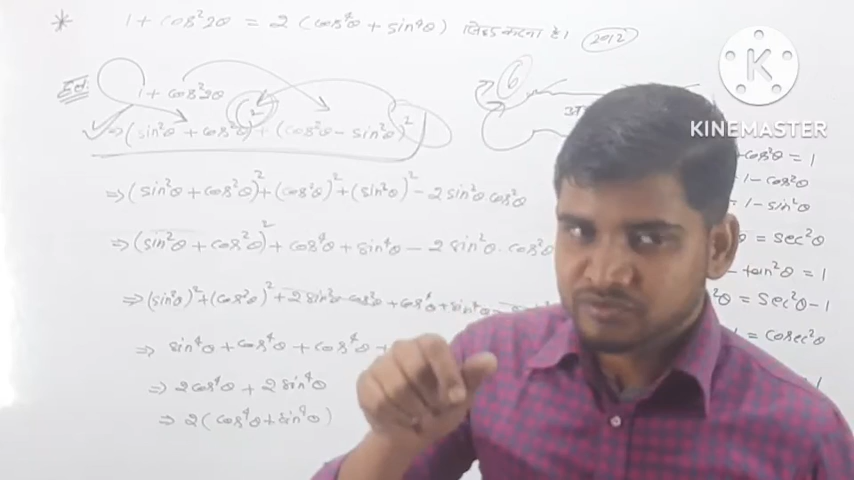 * 1 + cos²2θ = 2 (cos⁴θ + sin⁴θ) सिद्ध करना है। 2012
हलः
1 + cos²2θ
⇒ (sin²θ + cos²θ)² + (cos²θ - sin²θ)²
⇒ (sin²θ + cos²θ)² + (cos²θ)² + (sin²θ)² - 2 sin²θ. cos²θ
⇒ (sin²θ + cos²θ)² + cos⁴θ + sin⁴θ - 2 sin²θ. cos²θ
⇒ (sin²θ)² + (cos²θ)² + 2 sin²θ cos²θ + cos⁴θ + sin⁴θ
⇒ sin⁴θ + cos⁴θ + cos⁴θ +
⇒ 2cos⁴θ + 2 sin⁴θ
⇒ 2(cos⁴θ + sin⁴θ)
KINEMASTER
cos²θ = 1
1 - cos²θ
= 1 - sin²θ
= sec²θ
- tan²θ = 1
²θ = sec²θ - 1
= cosec²θ